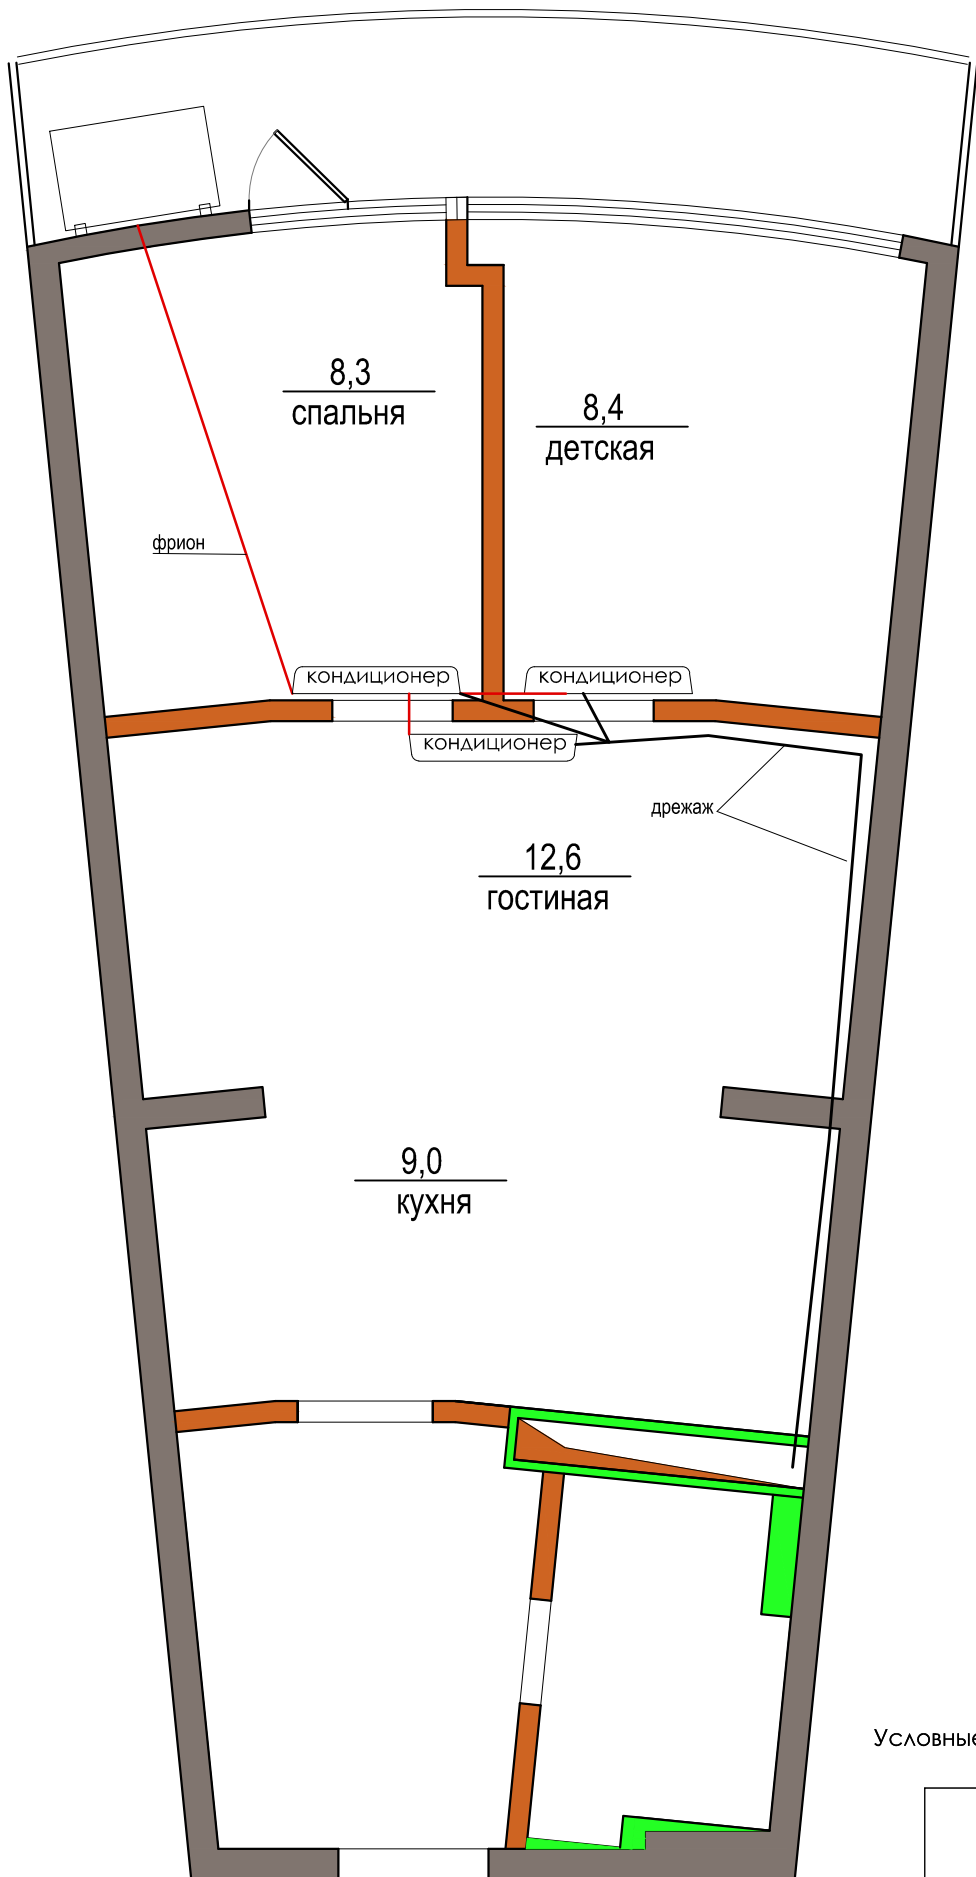 8,3
спальня
8,4
детская
фрион
кондиционер
кондиционер
кондиционер
дрежаж
12,6
гостиная
9,0
кухня
Условные